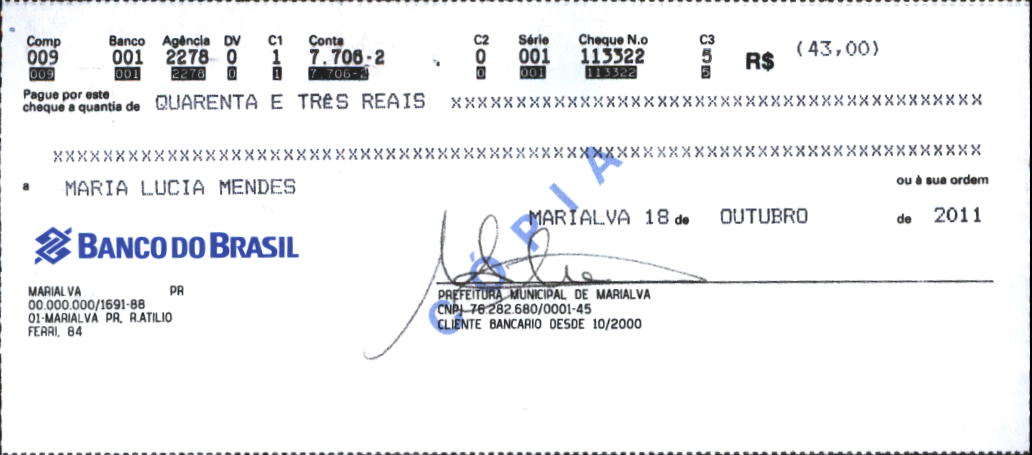 Comp Banco Agência DV C1 Conta C2 Série Cheque N.o C3
009 001 2278 0 1 7.706-2 0 001 113322 5 R$ (43,00)
009 001 2278 0 1 7.706-2 0 001 113322 5
Pague por este
cheque a quantia de QUARENTA E TRÊS REAIS XXXXXXXXXXXXXXXXXXXXXXXXXXXXXXXXXXXXXXXXXXXXXXXXXX
XXXXXXXXXXXXXXXXXXXXXXXXXXXXXXXXXXXXXXXXXXXXXXXXXXXXXXXXXXXXXXXXXXXXXXXXXXXXXXXX
a MARIA LUCIA MENDES ou à sua ordem
MARIALVA 18 de OUTUBRO de 2011
BANCO DO BRASIL
CÓPIA
MARIALVA PR
00.000.000/1691-88
01-MARIALVA PR, R.ATILIO
FERRI, 84
PREFEITURA MUNICIPAL DE MARIALVA
CNPJ 76.282.680/0001-45
CLIENTE BANCARIO DESDE 10/2000